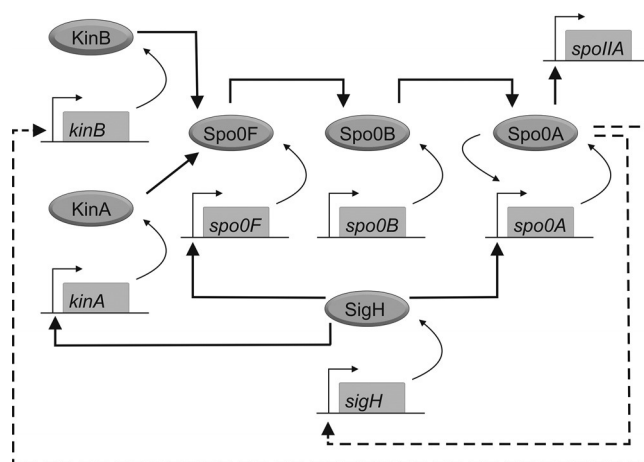 KinB
spoIIA
kinB
Spo0F
Spo0B
Spo0A
KinA
spo0F
spo0B
spo0A
kinA
SigH
sigH